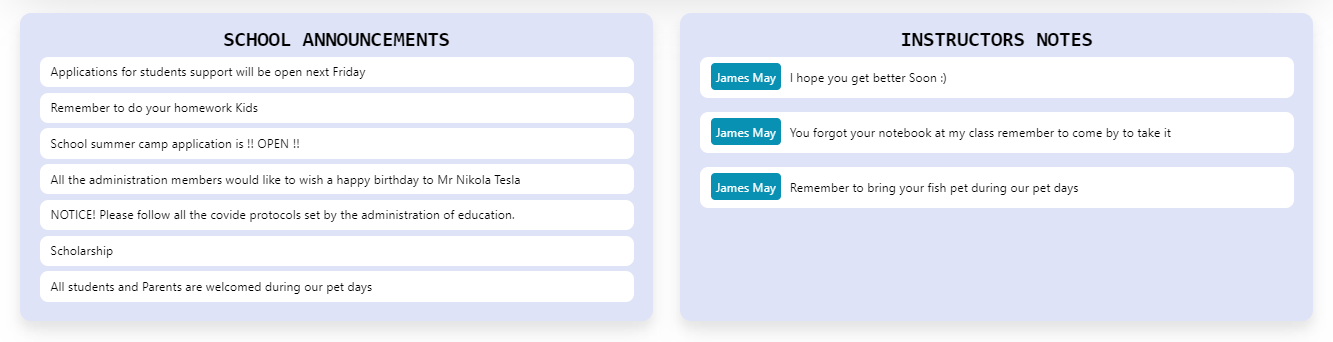 SCHOOL ANNOUNCEMENTS
Applications for students support will be open next Friday
Remember to do your homework Kids
School summer camp application is !! OPEN !!
All the administration members would like to wish a happy birthday to Mr Nikola Tesla
NOTICE! Please follow all the covide protocols set by the administration of education.
Scholarship
All students and Parents are welcomed during our pet days
INSTRUCTORS NOTES
James May I hope you get better Soon :)
James May You forgot your notebook at my class remember to come by to take it
James May Remember to bring your fish pet during our pet days